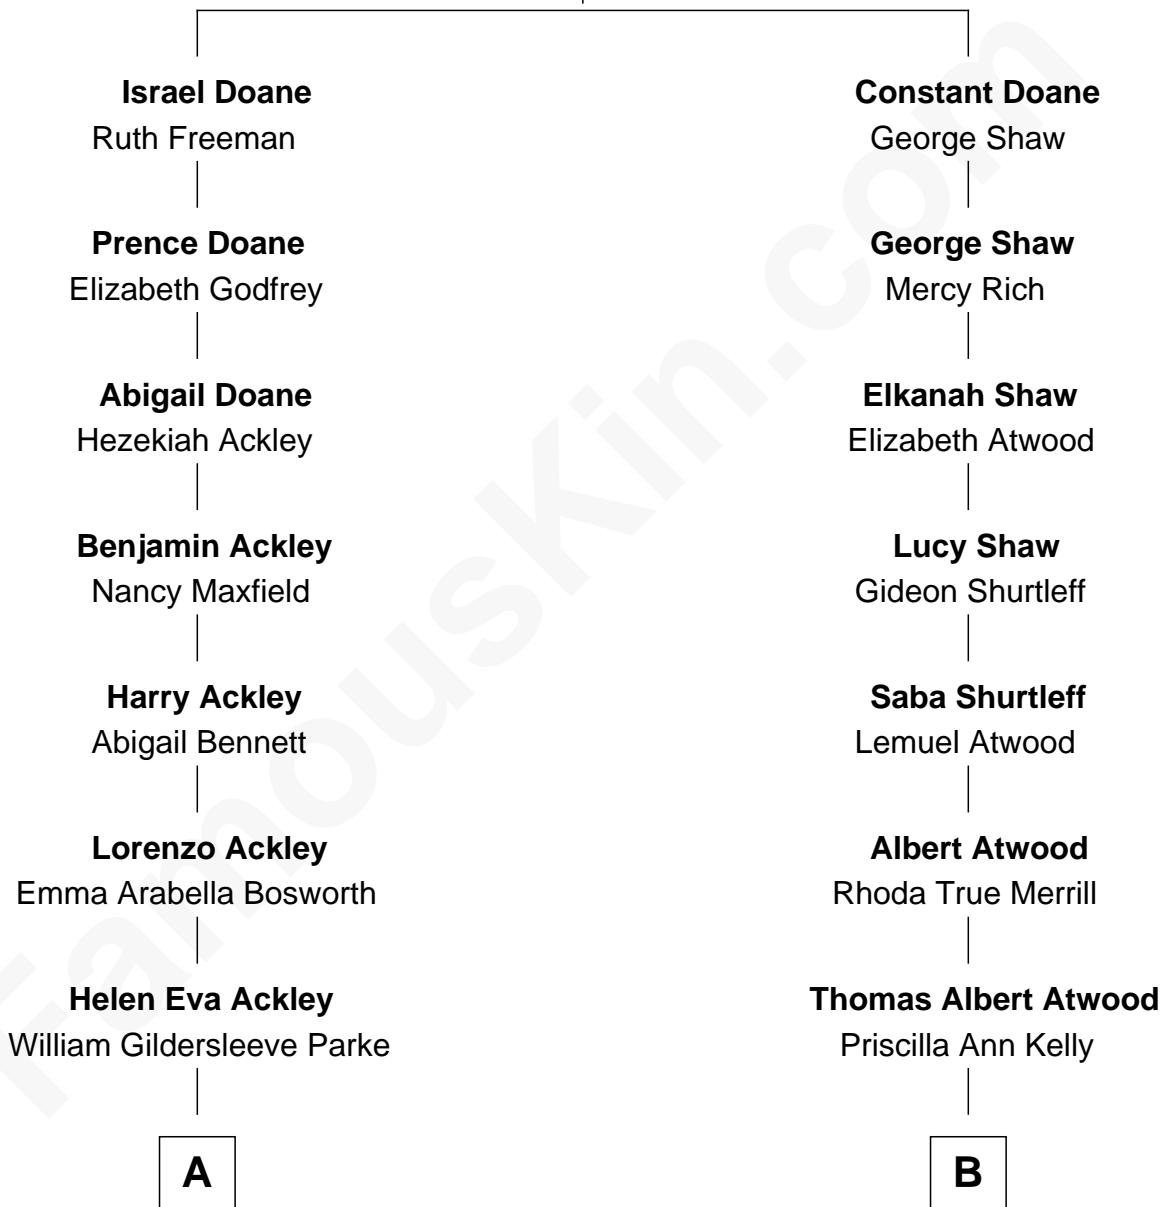 Israel Doane
Ruth Freeman
Prence Doane
Elizabeth Godfrey
Abigail Doane
Hezekiah Ackley
Benjamin Ackley
Nancy Maxfield
Harry Ackley
Abigail Bennett
Lorenzo Ackley
Emma Arabella Bosworth
Helen Eva Ackley
William Gildersleeve Parke
A
Constant Doane
George Shaw
George Shaw
Mercy Rich
Elkanah Shaw
Elizabeth Atwood
Lucy Shaw
Gideon Shurtleff
Saba Shurtleff
Lemuel Atwood
Albert Atwood
Rhoda True Merrill
Thomas Albert Atwood
Priscilla Ann Kelly
B
FamousKin.com